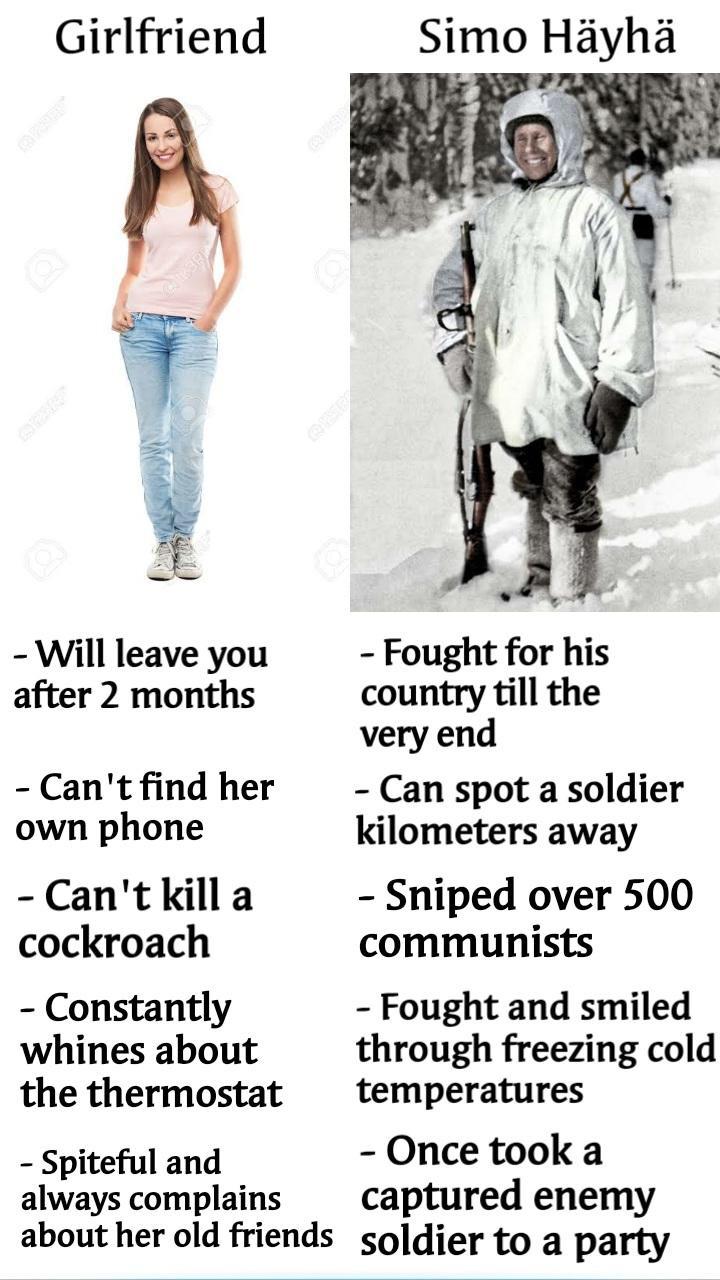 Girlfriend
Simo Häyhä
- Will leave you
after 2 months
- Fought for his
country till the
very end
- Can't find her
own phone
- Can spot a soldier
kilometers away
- Can't kill a
cockroach
- Sniped over 500
communists
- Constantly
whines about
the thermostat
- Fought and smiled
through freezing cold
temperatures
- Spiteful and
always complains
about her old friends
- Once took a
captured enemy
soldier to a party